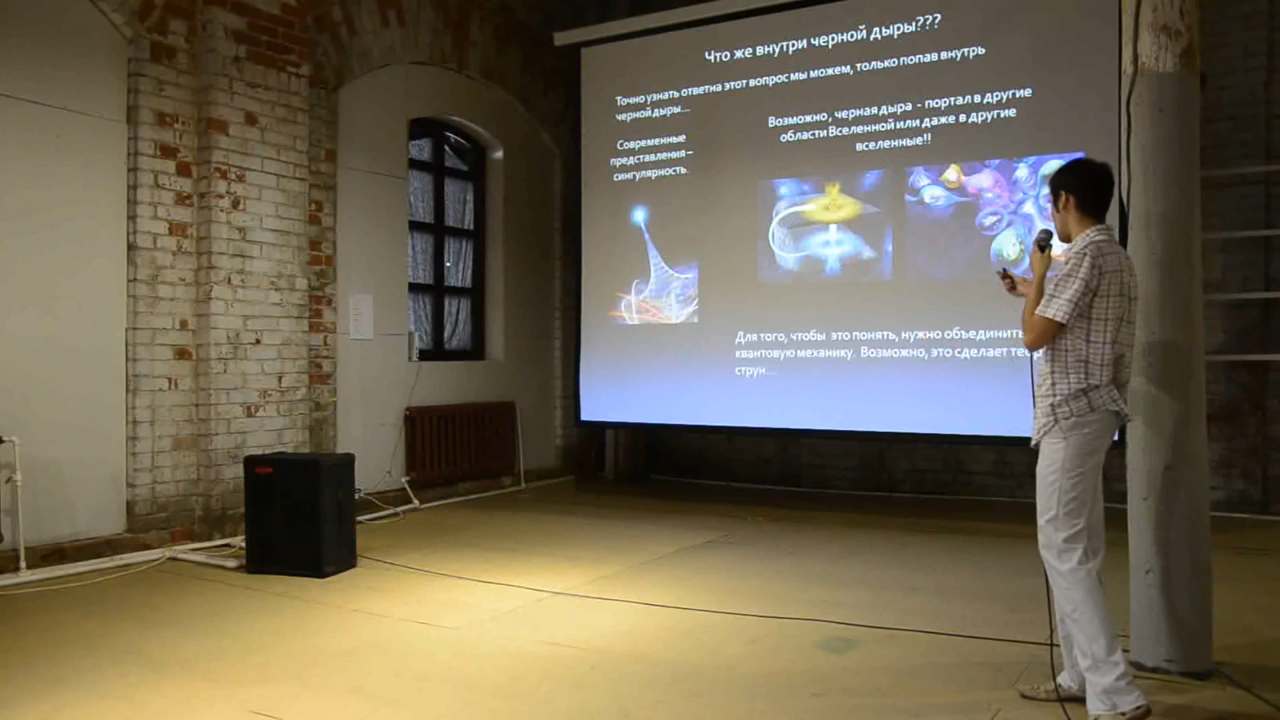 Что же внутри черной дыры???
Точно узнать ответна этот вопрос мы можем, только попав внутрь
черной дыры...
Современные
представления –
сингулярность.
Возможно, черная дыра - портал в другие
области Вселенной или даже в другие
вселенные!!
Для того, чтобы это понять, нужно объединить
квантовую механику. Возможно, это сделает
струн...